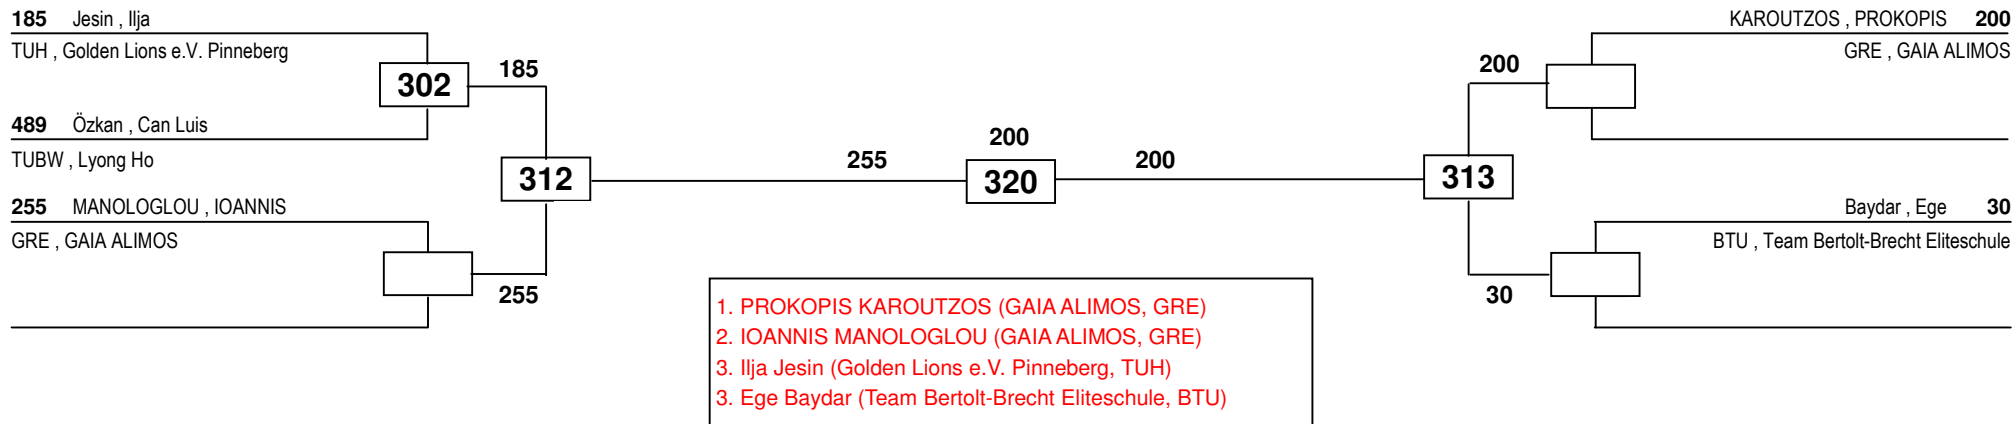 185 Jesin , Ilja
TUH , Golden Lions e.V. Pinneberg
302
185
489 Özkan , Can Luis
TUBW , Lyong Ho
312
255 MANOLOGLOU , IOANNIS
GRE , GAIA ALIMOS
255
255
200
320
200
KAROUTZOS , PROKOPIS 200
GRE , GAIA ALIMOS
200
313
Baydar , Ege 30
BTU , Team Bertolt-Brecht Eliteschule
30
1. PROKOPIS KAROUTZOS (GAIA ALIMOS, GRE)
2. IOANNIS MANOLOGLOU (GAIA ALIMOS, GRE)
3. Ilja Jesin (Golden Lions e.V. Pinneberg, TUH)
3. Ege Baydar (Team Bertolt-Brecht Eliteschule, BTU)